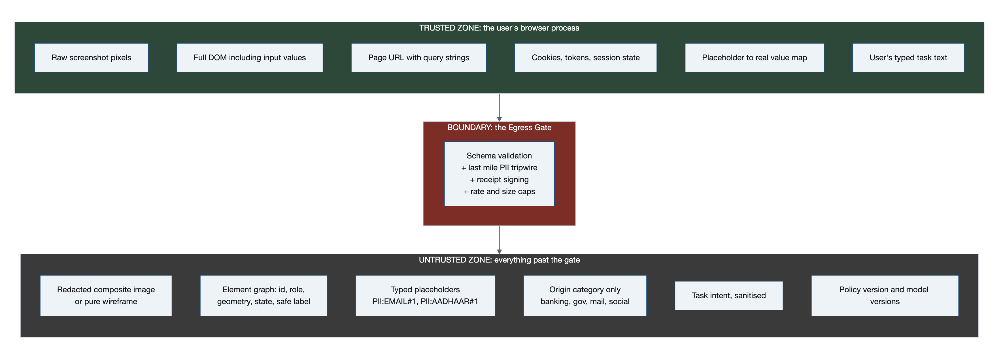 TRUSTED ZONE: the user's browser process
Raw screenshot pixels
Full DOM including input values
Page URL with query strings
Cookies, tokens, session state
Placeholder to real value map
User's typed task text
BOUNDARY: the Egress Gate
Schema validation
+ last mile PII tripwire
+ receipt signing
+ rate and size caps
UNTRUSTED ZONE: everything past the gate
Redacted composite image
or pure wireframe
Element graph: id, role,
geometry, state, safe label
Typed placeholders
PII:EMAIL#1, PII:AADHAAR#1
Origin category only
banking, gov, mail, social
Task intent, sanitised
Policy version and model
versions